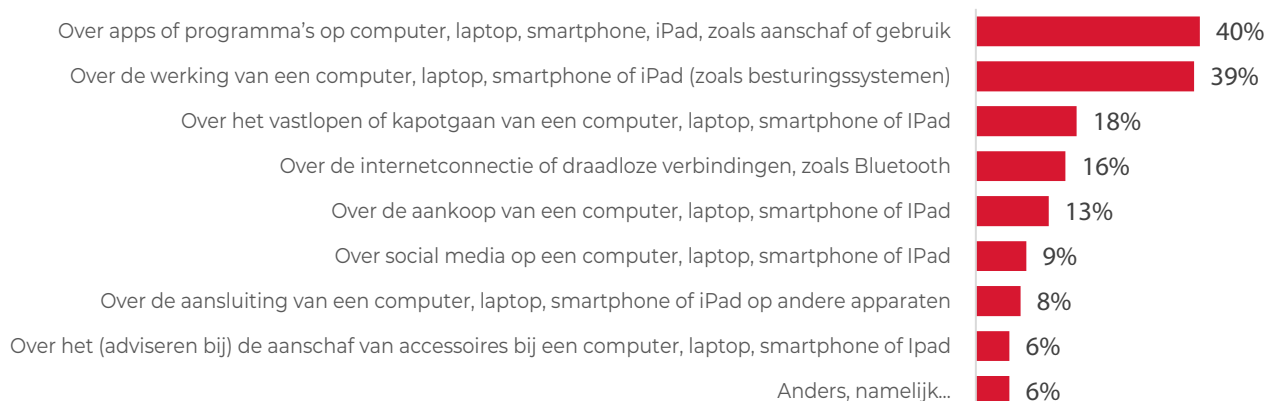 Over apps of programma’s op computer, laptop, smartphone, iPad, zoals aanschaf of gebruik 40%
Over de werking van een computer, laptop, smartphone of iPad (zoals besturingssystemen) 39%
Over het vastlopen of kapotgaan van een computer, laptop, smartphone of IPad 18%
Over de internetconnectie of draadloze verbindingen, zoals Bluetooth 16%
Over de aankoop van een computer, laptop, smartphone of IPad 13%
Over social media op een computer, laptop, smartphone of IPad 9%
Over de aansluiting van een computer, laptop, smartphone of iPad op andere apparaten 8%
Over het (adviseren bij) de aanschaf van accessoires bij een computer, laptop, smartphone of Ipad 6%
Anders, namelijk... 6%